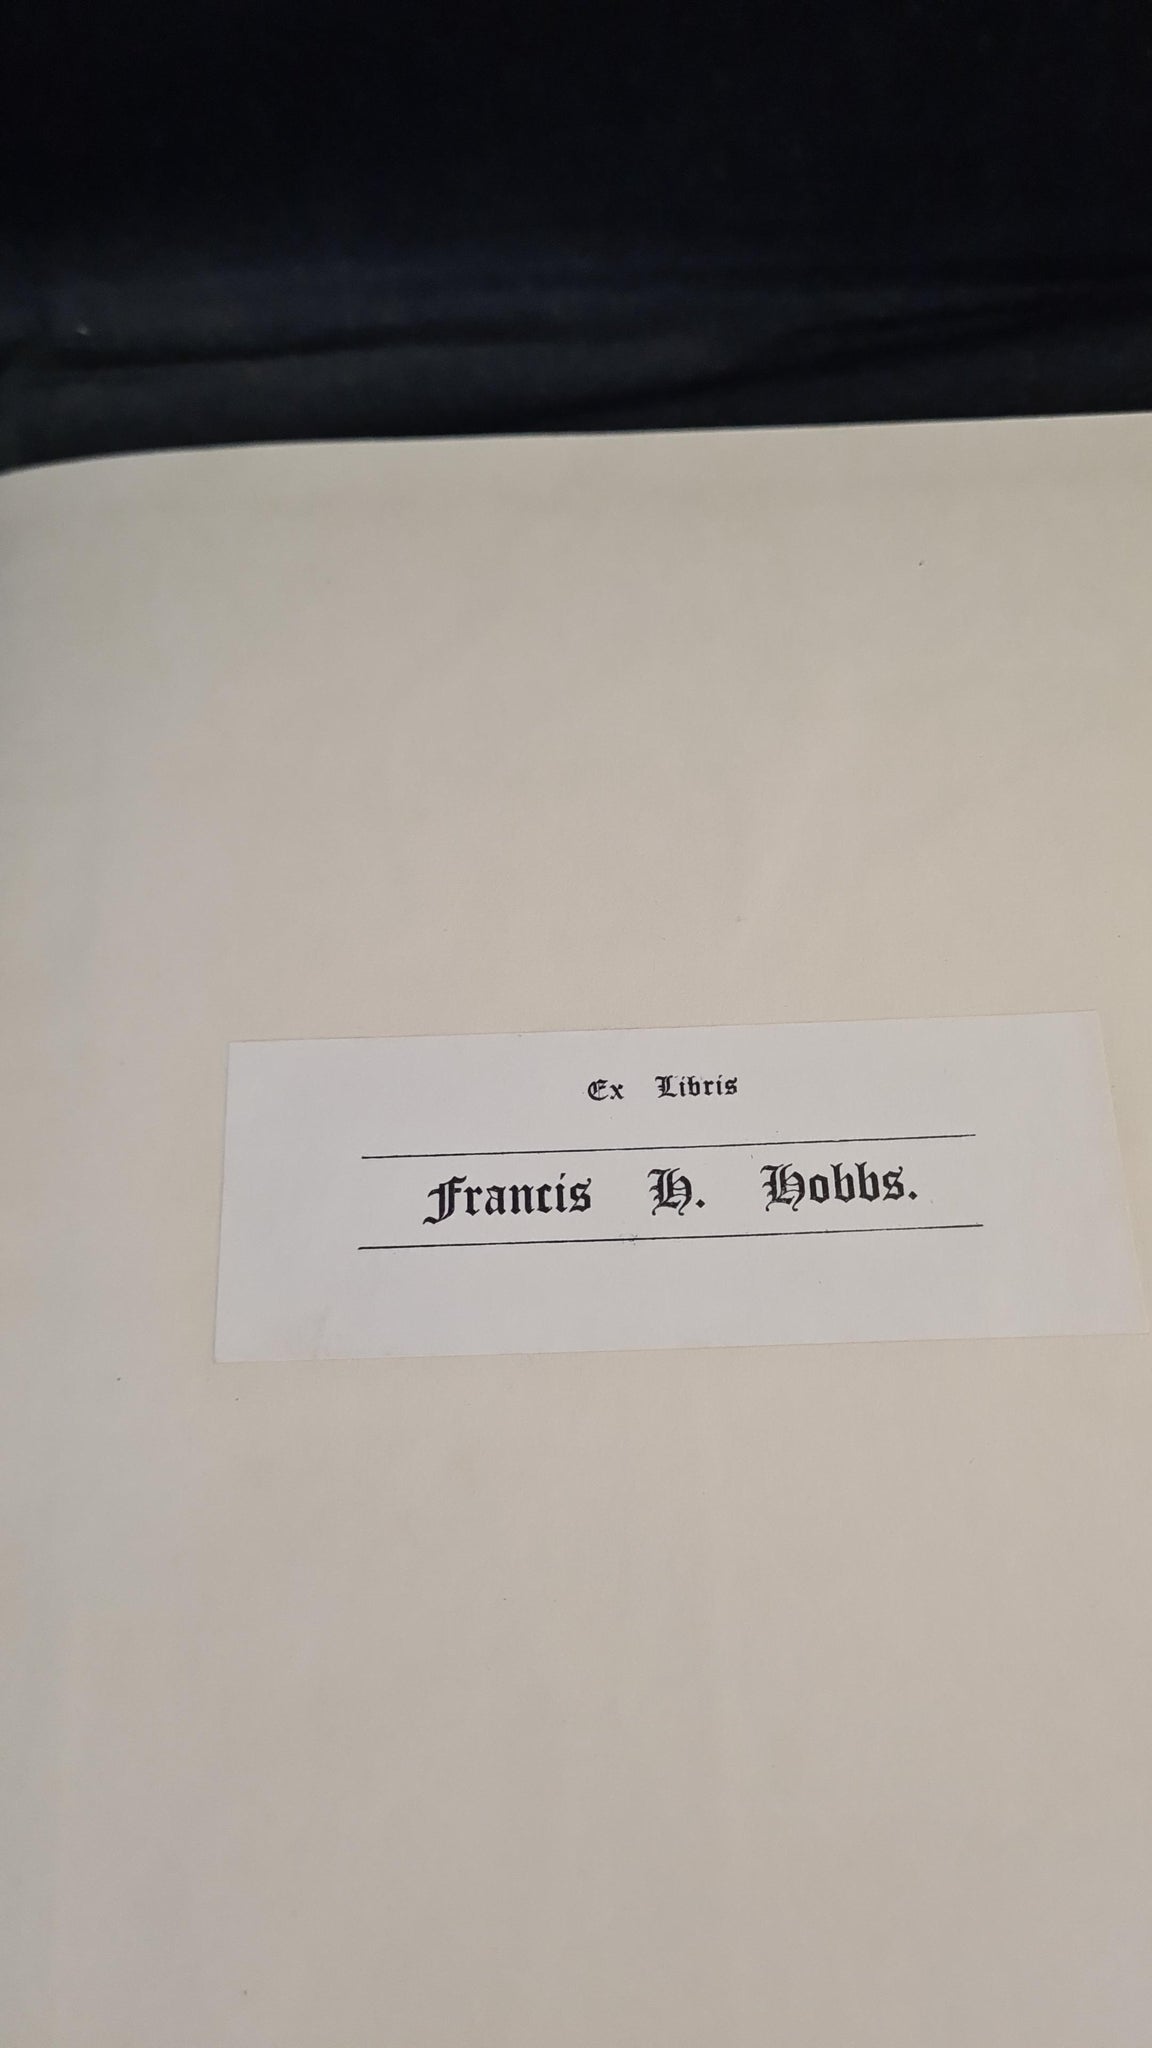 Ex Libris
Francis H. Hobbs.